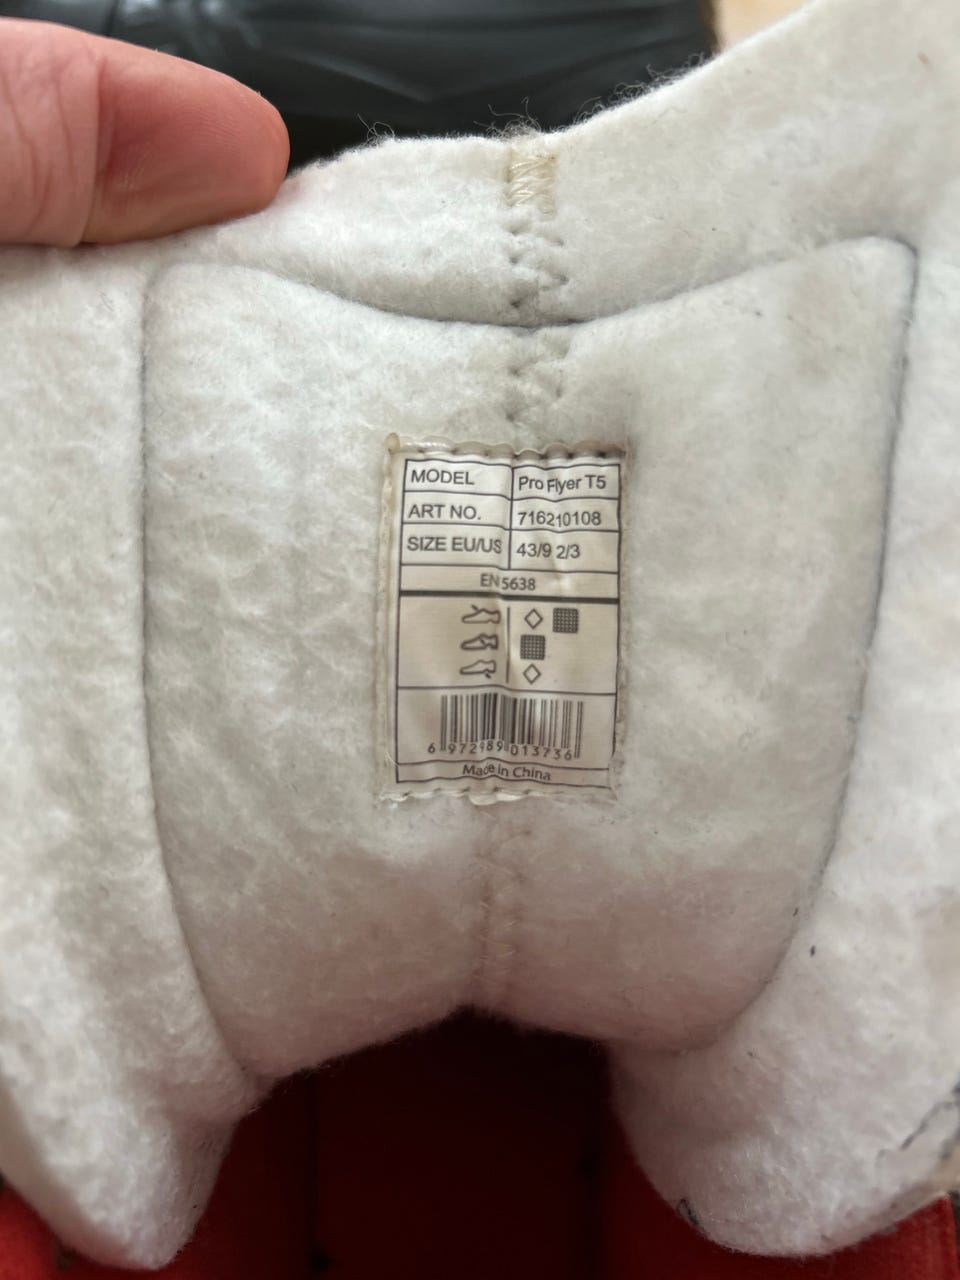 MODEL Pro Flyer T5
ART NO. 716210108
SIZE EU/US 43/9 2/3
EN 5638
6 972989 013736
Made in China